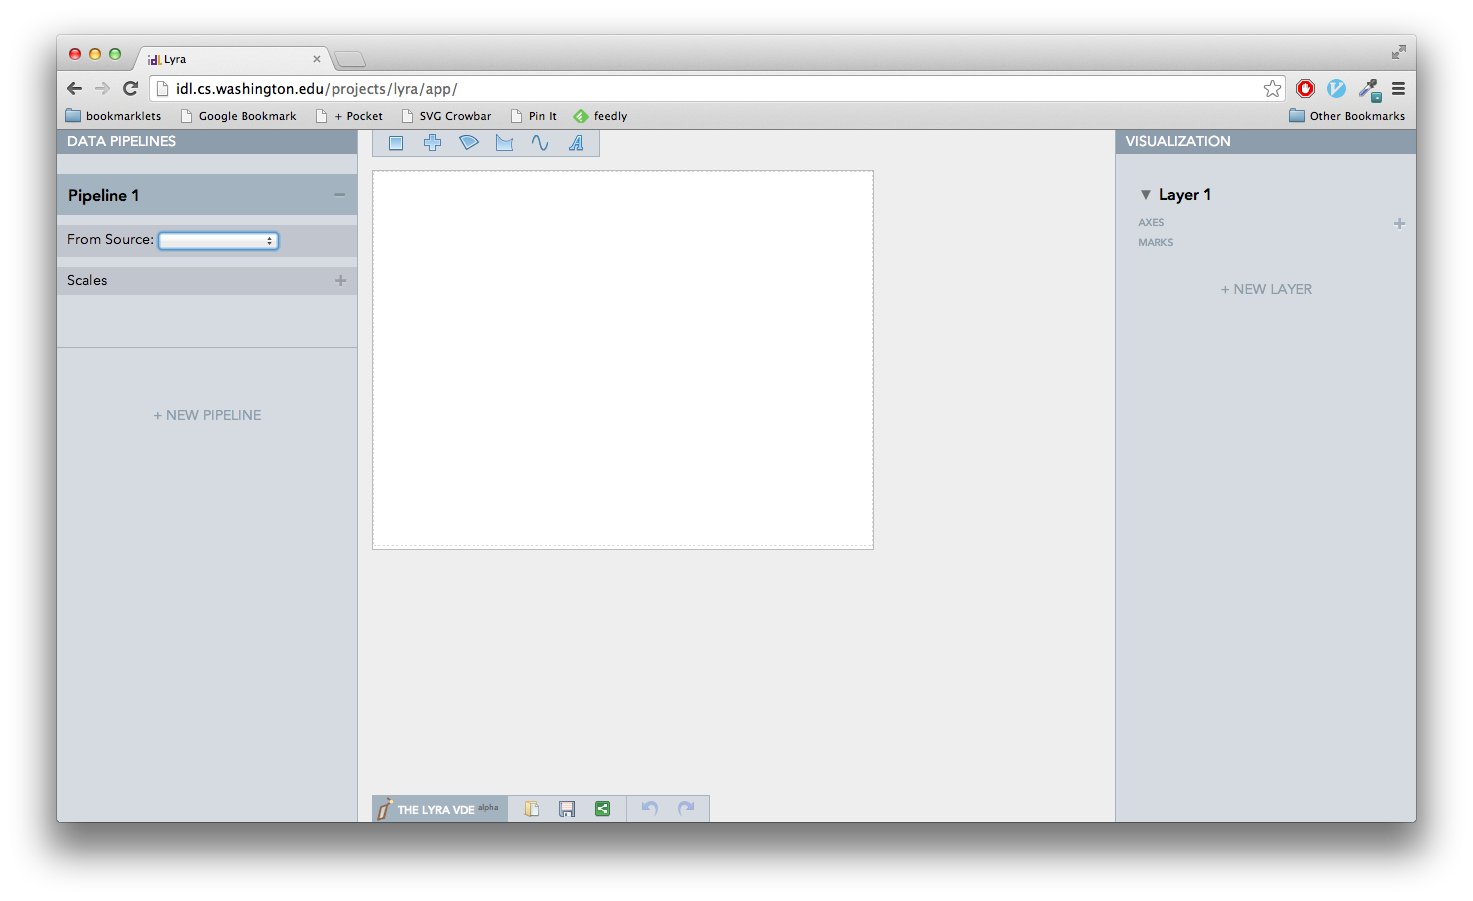 idl Lyra
idl.cs.washington.edu/projects/lyra/app/
bookmarklets Google Bookmark + Pocket SVG Crowbar Pin It feedly Other Bookmarks
DATA PIPELINES
Pipeline 1
From Source:
Scales
+ NEW PIPELINE
A
THE LYRA VDE alpha
VISUALIZATION
Layer 1
AXES
MARKS
+ NEW LAYER